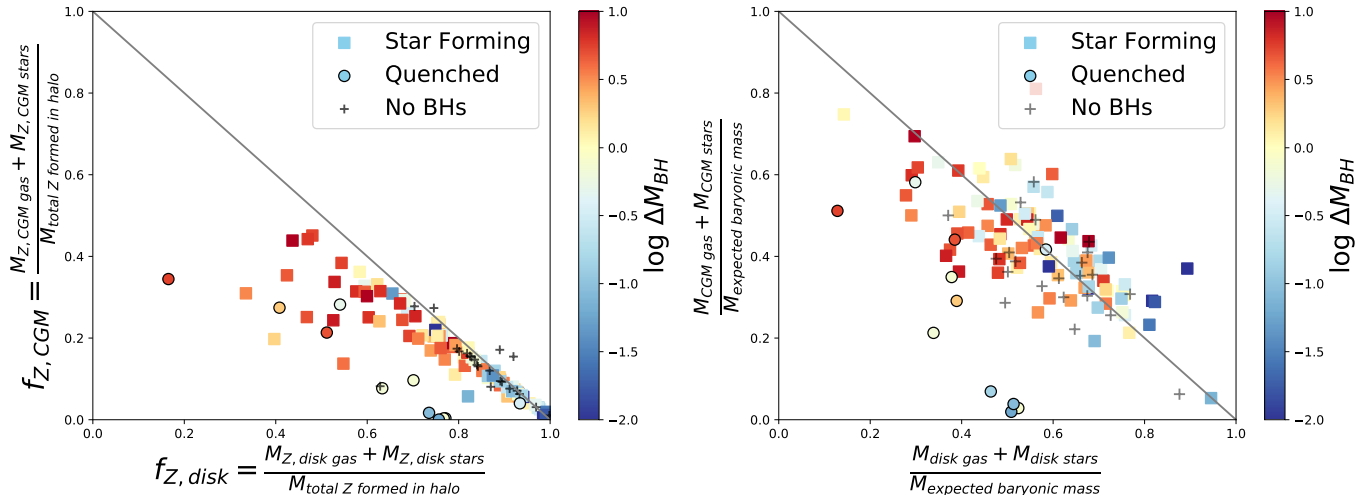 1.0
0.8
0.6
0.4
0.2
0.0
0.0 0.2 0.4 0.6 0.8 1.0
f_{Z, CGM} = \frac{M_{Z, CGM gas} + M_{Z, CGM stars}}{M_{total Z formed in halo}}
f_{Z, disk} = \frac{M_{Z, disk gas} + M_{Z, disk stars}}{M_{total Z formed in halo}}
Star Forming
Quenched
No BHs
1.0
0.5
0.0
−0.5
−1.0
−1.5
−2.0
log ΔM_{BH}
1.0
0.8
0.6
0.4
0.2
0.0
0.0 0.2 0.4 0.6 0.8 1.0
\frac{M_{CGM gas} + M_{CGM stars}}{M_{expected baryonic mass}}
\frac{M_{disk gas} + M_{disk stars}}{M_{expected baryonic mass}}
Star Forming
Quenched
No BHs
1.0
0.5
0.0
−0.5
−1.0
−1.5
−2.0
log ΔM_{BH}